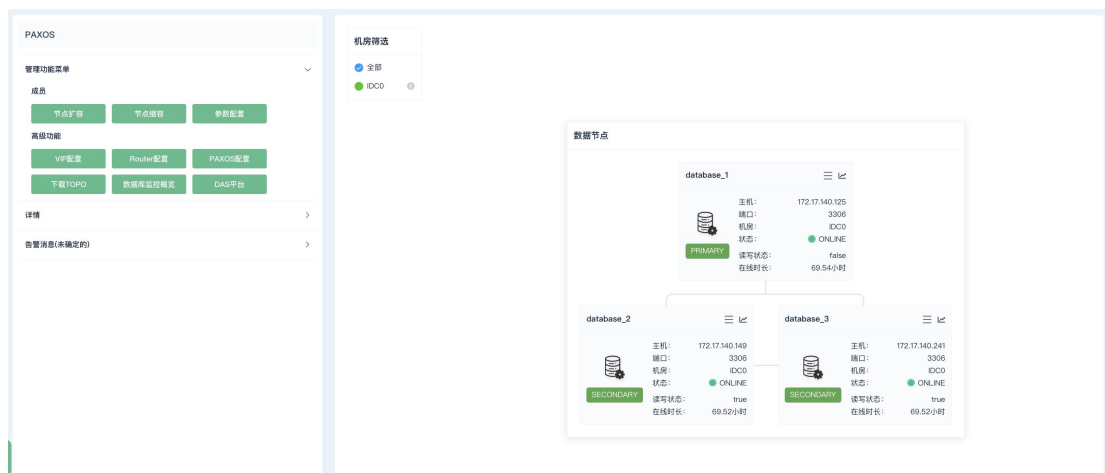 PAXOS
管理功能菜单
成员
节点扩容 节点缩容 参数配置
高级功能
VIP配置 Router配置 PAXOS配置
下载TOPO 数据库监控概览 DAS平台
详情
告警消息(未确定的)
机房筛选
全部
IDC0
数据节点
database_1
主机: 172.17.140.125
端口: 3306
机房: IDC0
状态: ONLINE
PRIMARY
读写状态: false
在线时长: 69.54小时
database_2
主机: 172.17.140.149
端口: 3306
机房: IDC0
状态: ONLINE
SECONDARY
读写状态: true
在线时长: 69.52小时
database_3
主机: 172.17.140.241
端口: 3306
机房: IDC0
状态: ONLINE
SECONDARY
读写状态: true
在线时长: 69.52小时